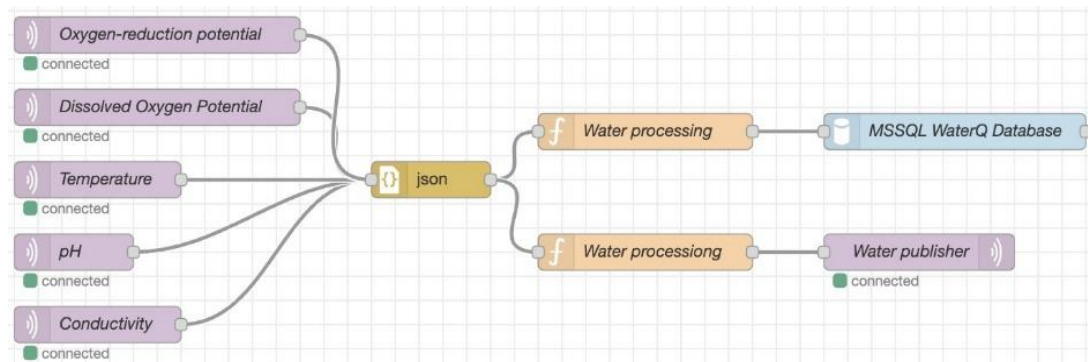 Oxygen-reduction potential
connected
Dissolved Oxygen Potential
connected
Temperature
connected
pH
connected
Conductivity
connected
{} json
f Water processing
MSSQL WaterQ Database
f Water processiong
Water publisher
connected